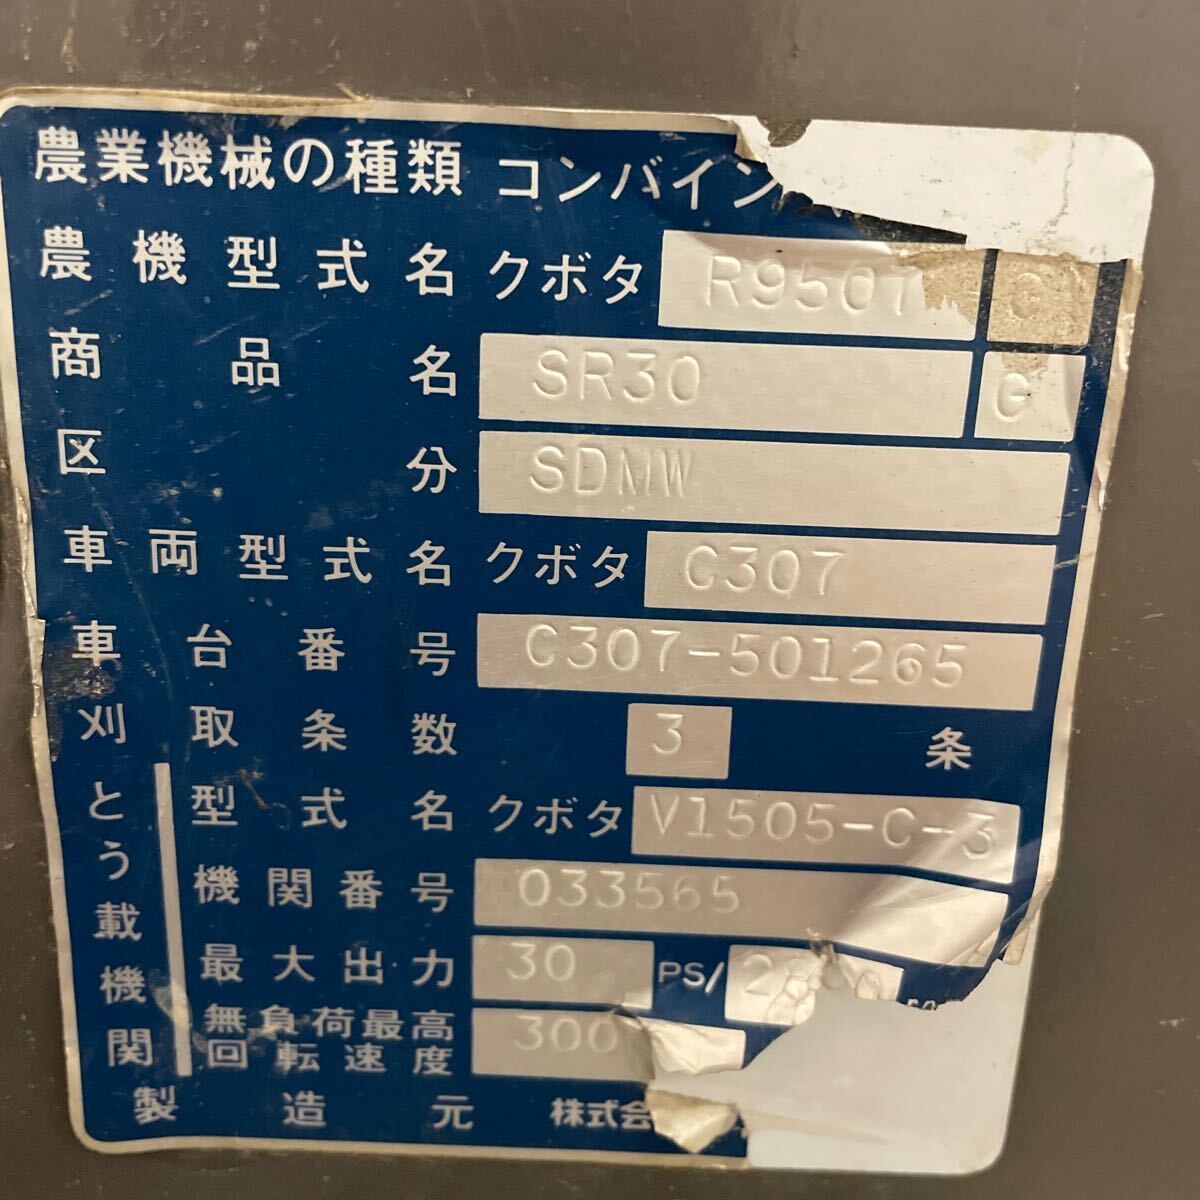 農業機械の種類 コンバイン
農機型式名 クボタ R9507 G
商品名 SR30 G
区分 SDMW
車両型式名 クボタ C307
車台番号 C307-501265
刈取条数 3 条
とう載機関
型式名 クボタ V1505-C-3
機関番号 033565
最大出力 30 PS/
無負荷最高回転速度 300
製造元 株式会